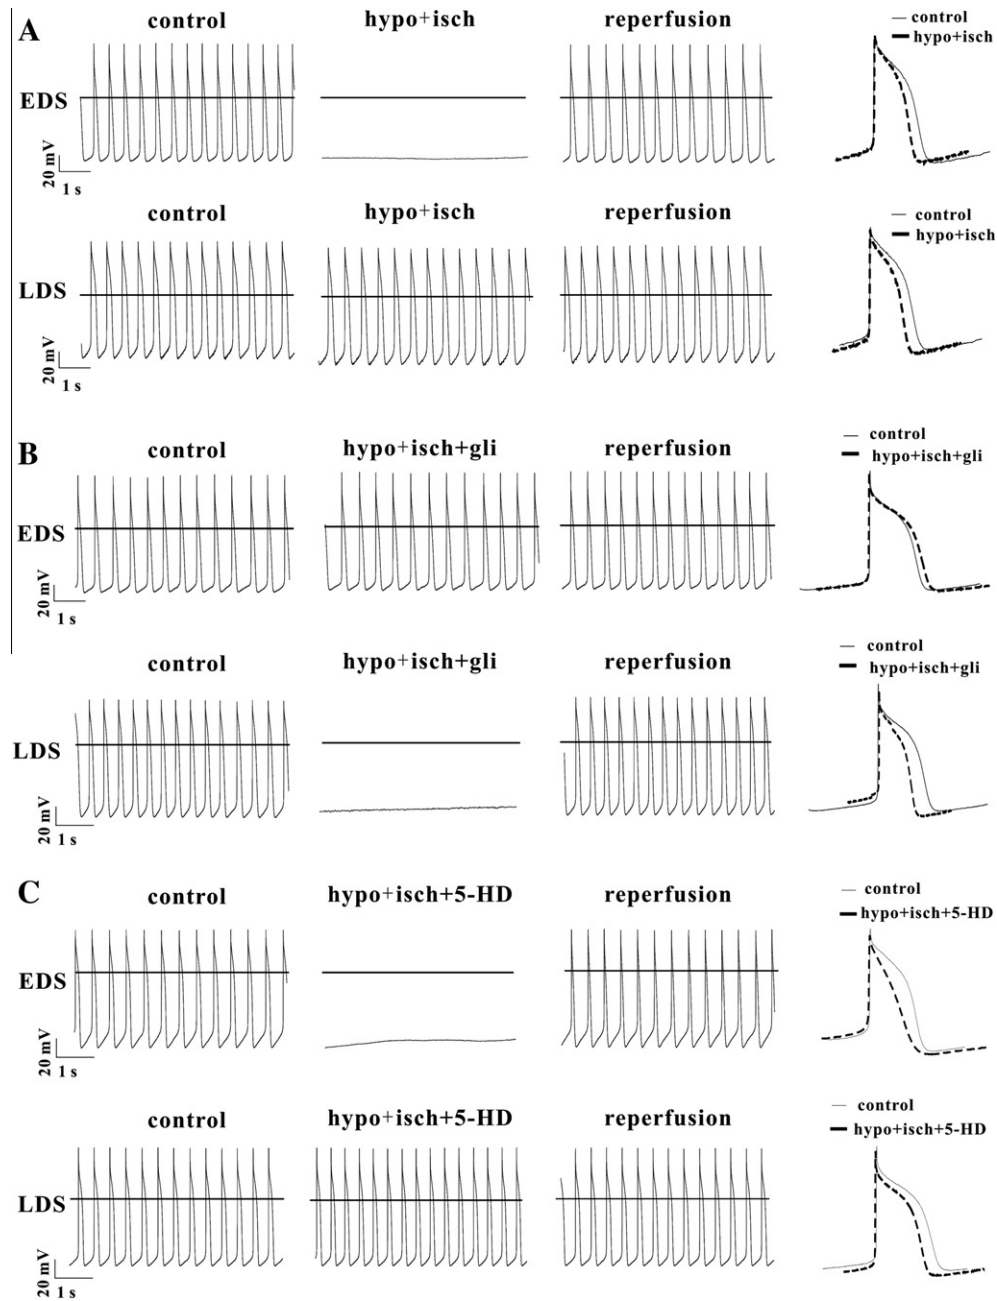 A
control
hypo+isch
reperfusion
control
hypo+isch
EDS
20 mV
1 s
control
hypo+isch
reperfusion
control
hypo+isch
LDS
20 mV
1 s
B
control
hypo+isch+gli
reperfusion
control
hypo+isch+gli
EDS
20 mV
1 s
control
hypo+isch+gli
reperfusion
control
hypo+isch+gli
LDS
20 mV
1 s
C
control
hypo+isch+5-HD
reperfusion
control
hypo+isch+5-HD
EDS
20 mV
1 s
control
hypo+isch+5-HD
reperfusion
control
hypo+isch+5-HD
LDS
20 mV
1 s